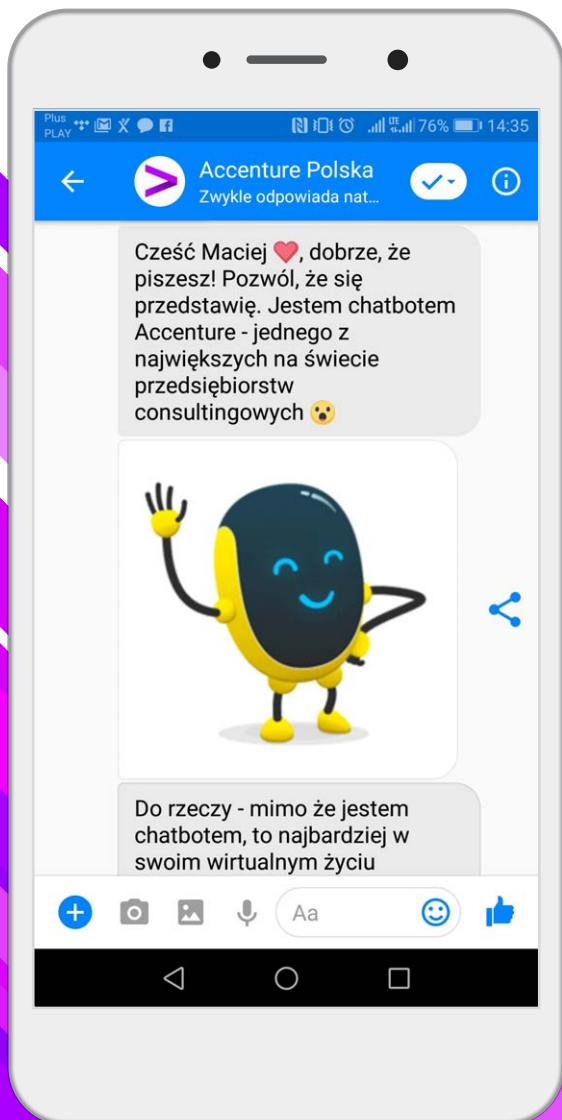 Plus
PLAY
76% 14:35
Accenture Polska
Zwykle odpowiada nat...
Cześć Maciej ❤️, dobrze, że
piszesz! Pozwól, że się
przedstawię. Jestem chatbotem
Accenture - jednego z
największych na świecie
przedsiębiorstw
consultingowych 😮
Do rzeczy - mimo że jestem
chatbotem, to najbardziej w
swoim wirtualnym życiu
Aa